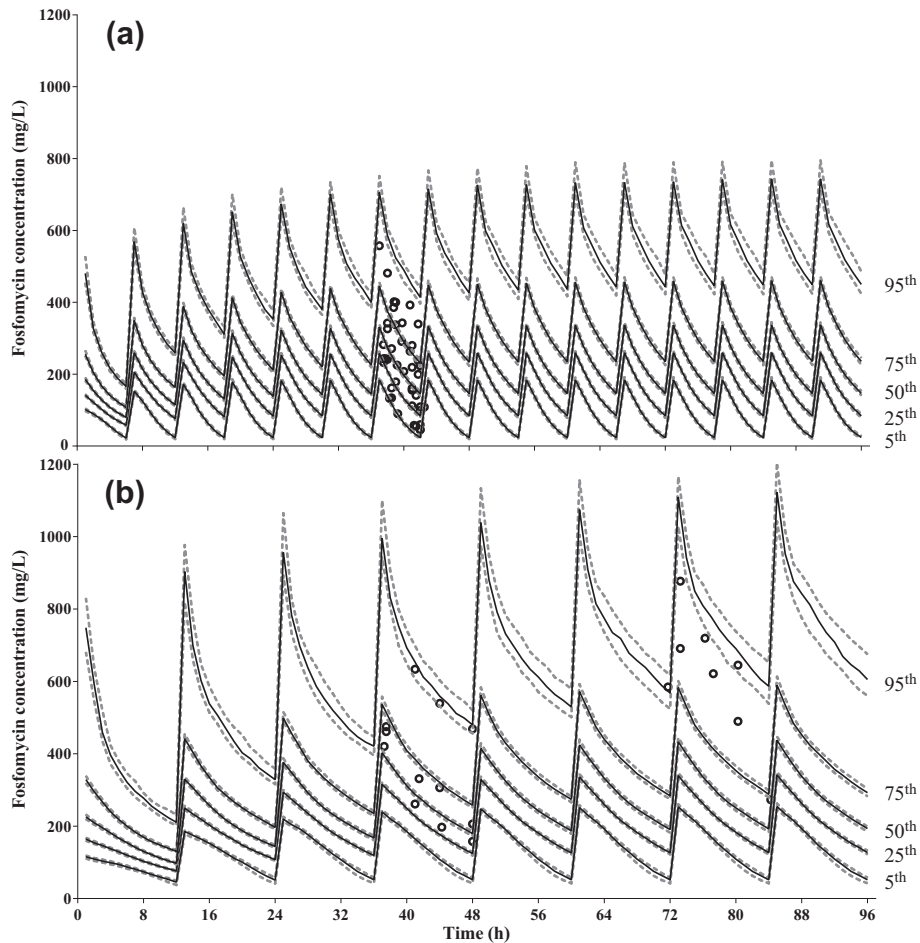 (a)
Fosfomycin concentration (mg/L)
1200
1000
800
600
400
200
0
95th
75th
50th
25th
5th
(b)
Fosfomycin concentration (mg/L)
1200
1000
800
600
400
200
0
95th
75th
50th
25th
5th
0 8 16 24 32 40 48 56 64 72 80 88 96
Time (h)